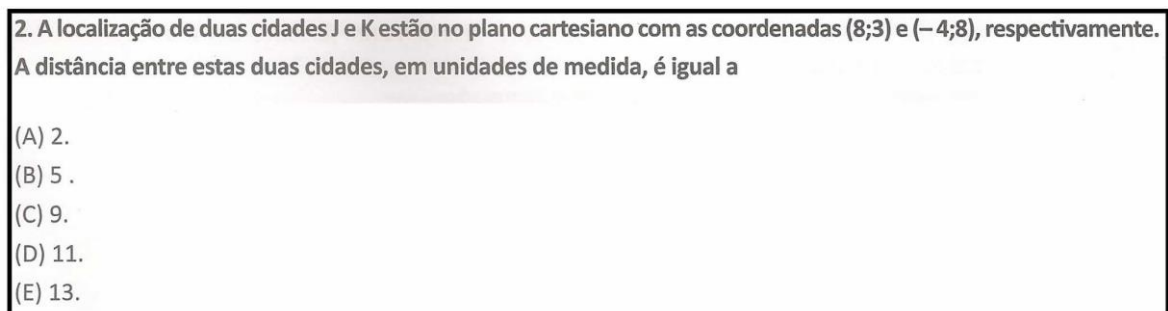 2. A localização de duas cidades J e K estão no plano cartesiano com as coordenadas (8;3) e (– 4;8), respectivamente.
A distância entre estas duas cidades, em unidades de medida, é igual a
(A) 2.
(B) 5 .
(C) 9.
(D) 11.
(E) 13.